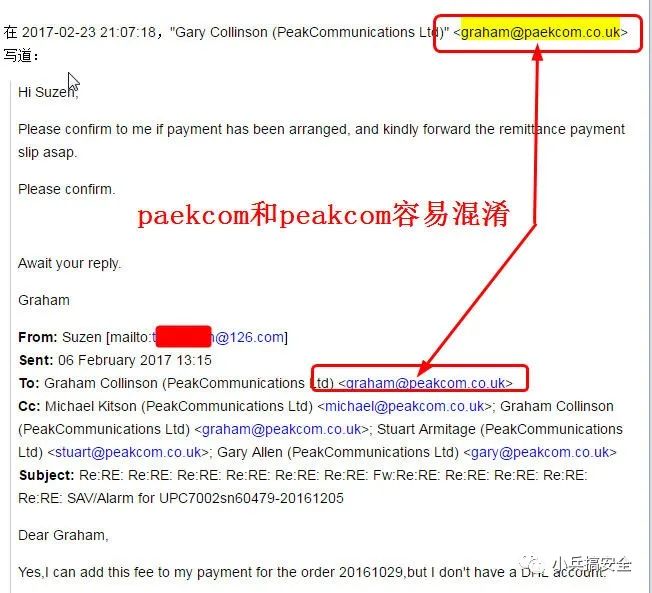 在 2017-02-23 21:07:18，"Gary Collinson (PeakCommunications Ltd)" <graham@paekcom.co.uk>
写道：
Hi Suzen,
Please confirm to me if payment has been arranged, and kindly forward the remittance payment
slip asap.
Please confirm.
paekcom和peakcom容易混淆
Await your reply.
Graham
From: Suzen [mailto:t n@126.com]
Sent: 06 February 2017 13:15
To: Graham Collinson (PeakCommunications Ltd) <graham@peakcom.co.uk>
Cc: Michael Kitson (PeakCommunications Ltd) <michael@peakcom.co.uk>; Graham Collinson
(PeakCommunications Ltd) <graham@peakcom.co.uk>; Stuart Armitage (PeakCommunications
Ltd) <stuart@peakcom.co.uk>; Gary Allen (PeakCommunications Ltd) <gary@peakcom.co.uk>
Subject: Re:RE: Re:RE: Re:RE: Re:RE: Re:RE: Re:RE: Fw:Re:RE: Re:RE: Re:RE: Re:RE:
Re:RE: SAV/Alarm for UPC7002sn60479-20161205
Dear Graham,
Yes,I can add this fee to my payment for the order 20161029,but I don't have a DHL account.
小乒搞安全